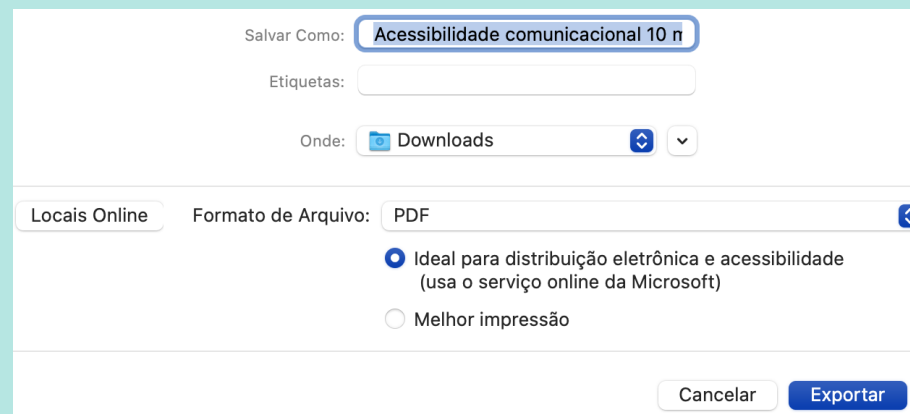 Salvar Como: Acessibilidade comunicacional 10
Etiquetas:
Onde: Downloads
Locais Online Formato de Arquivo: PDF
Ideal para distribuição eletrônica e acessibilidade
(usa o serviço online da Microsoft)
Melhor impressão
Cancelar Exportar